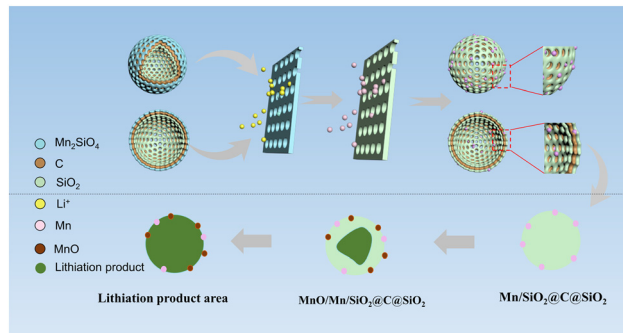 Mn₂SiO₄
C
SiO₂
Li⁺
Mn
MnO
Lithiation product
Lithiation product area
MnO/Mn/SiO₂@C@SiO₂
Mn/SiO₂@C@SiO₂